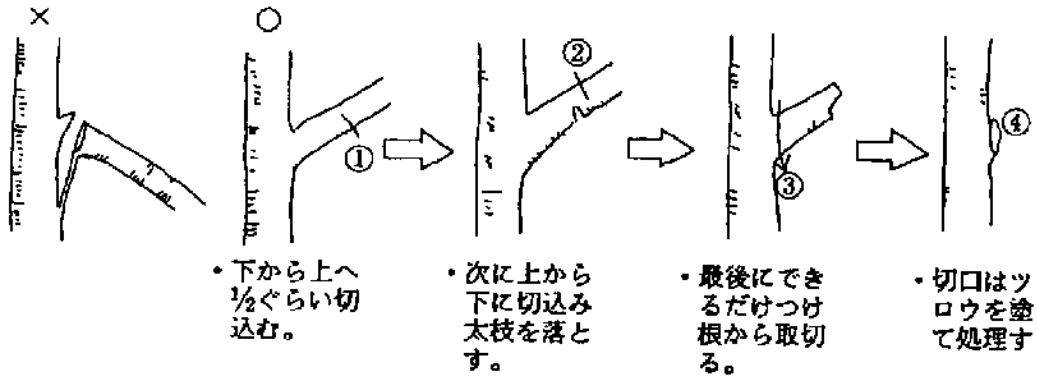 ×
○
①
②
③
④
・下から上へ
½ぐらい切
込む。
・次に上から
下に切込み
太枝を落と
す。
・最後にでき
るだけつけ
根から取切
る。
・切口はツ
ロウを塗
て処理す